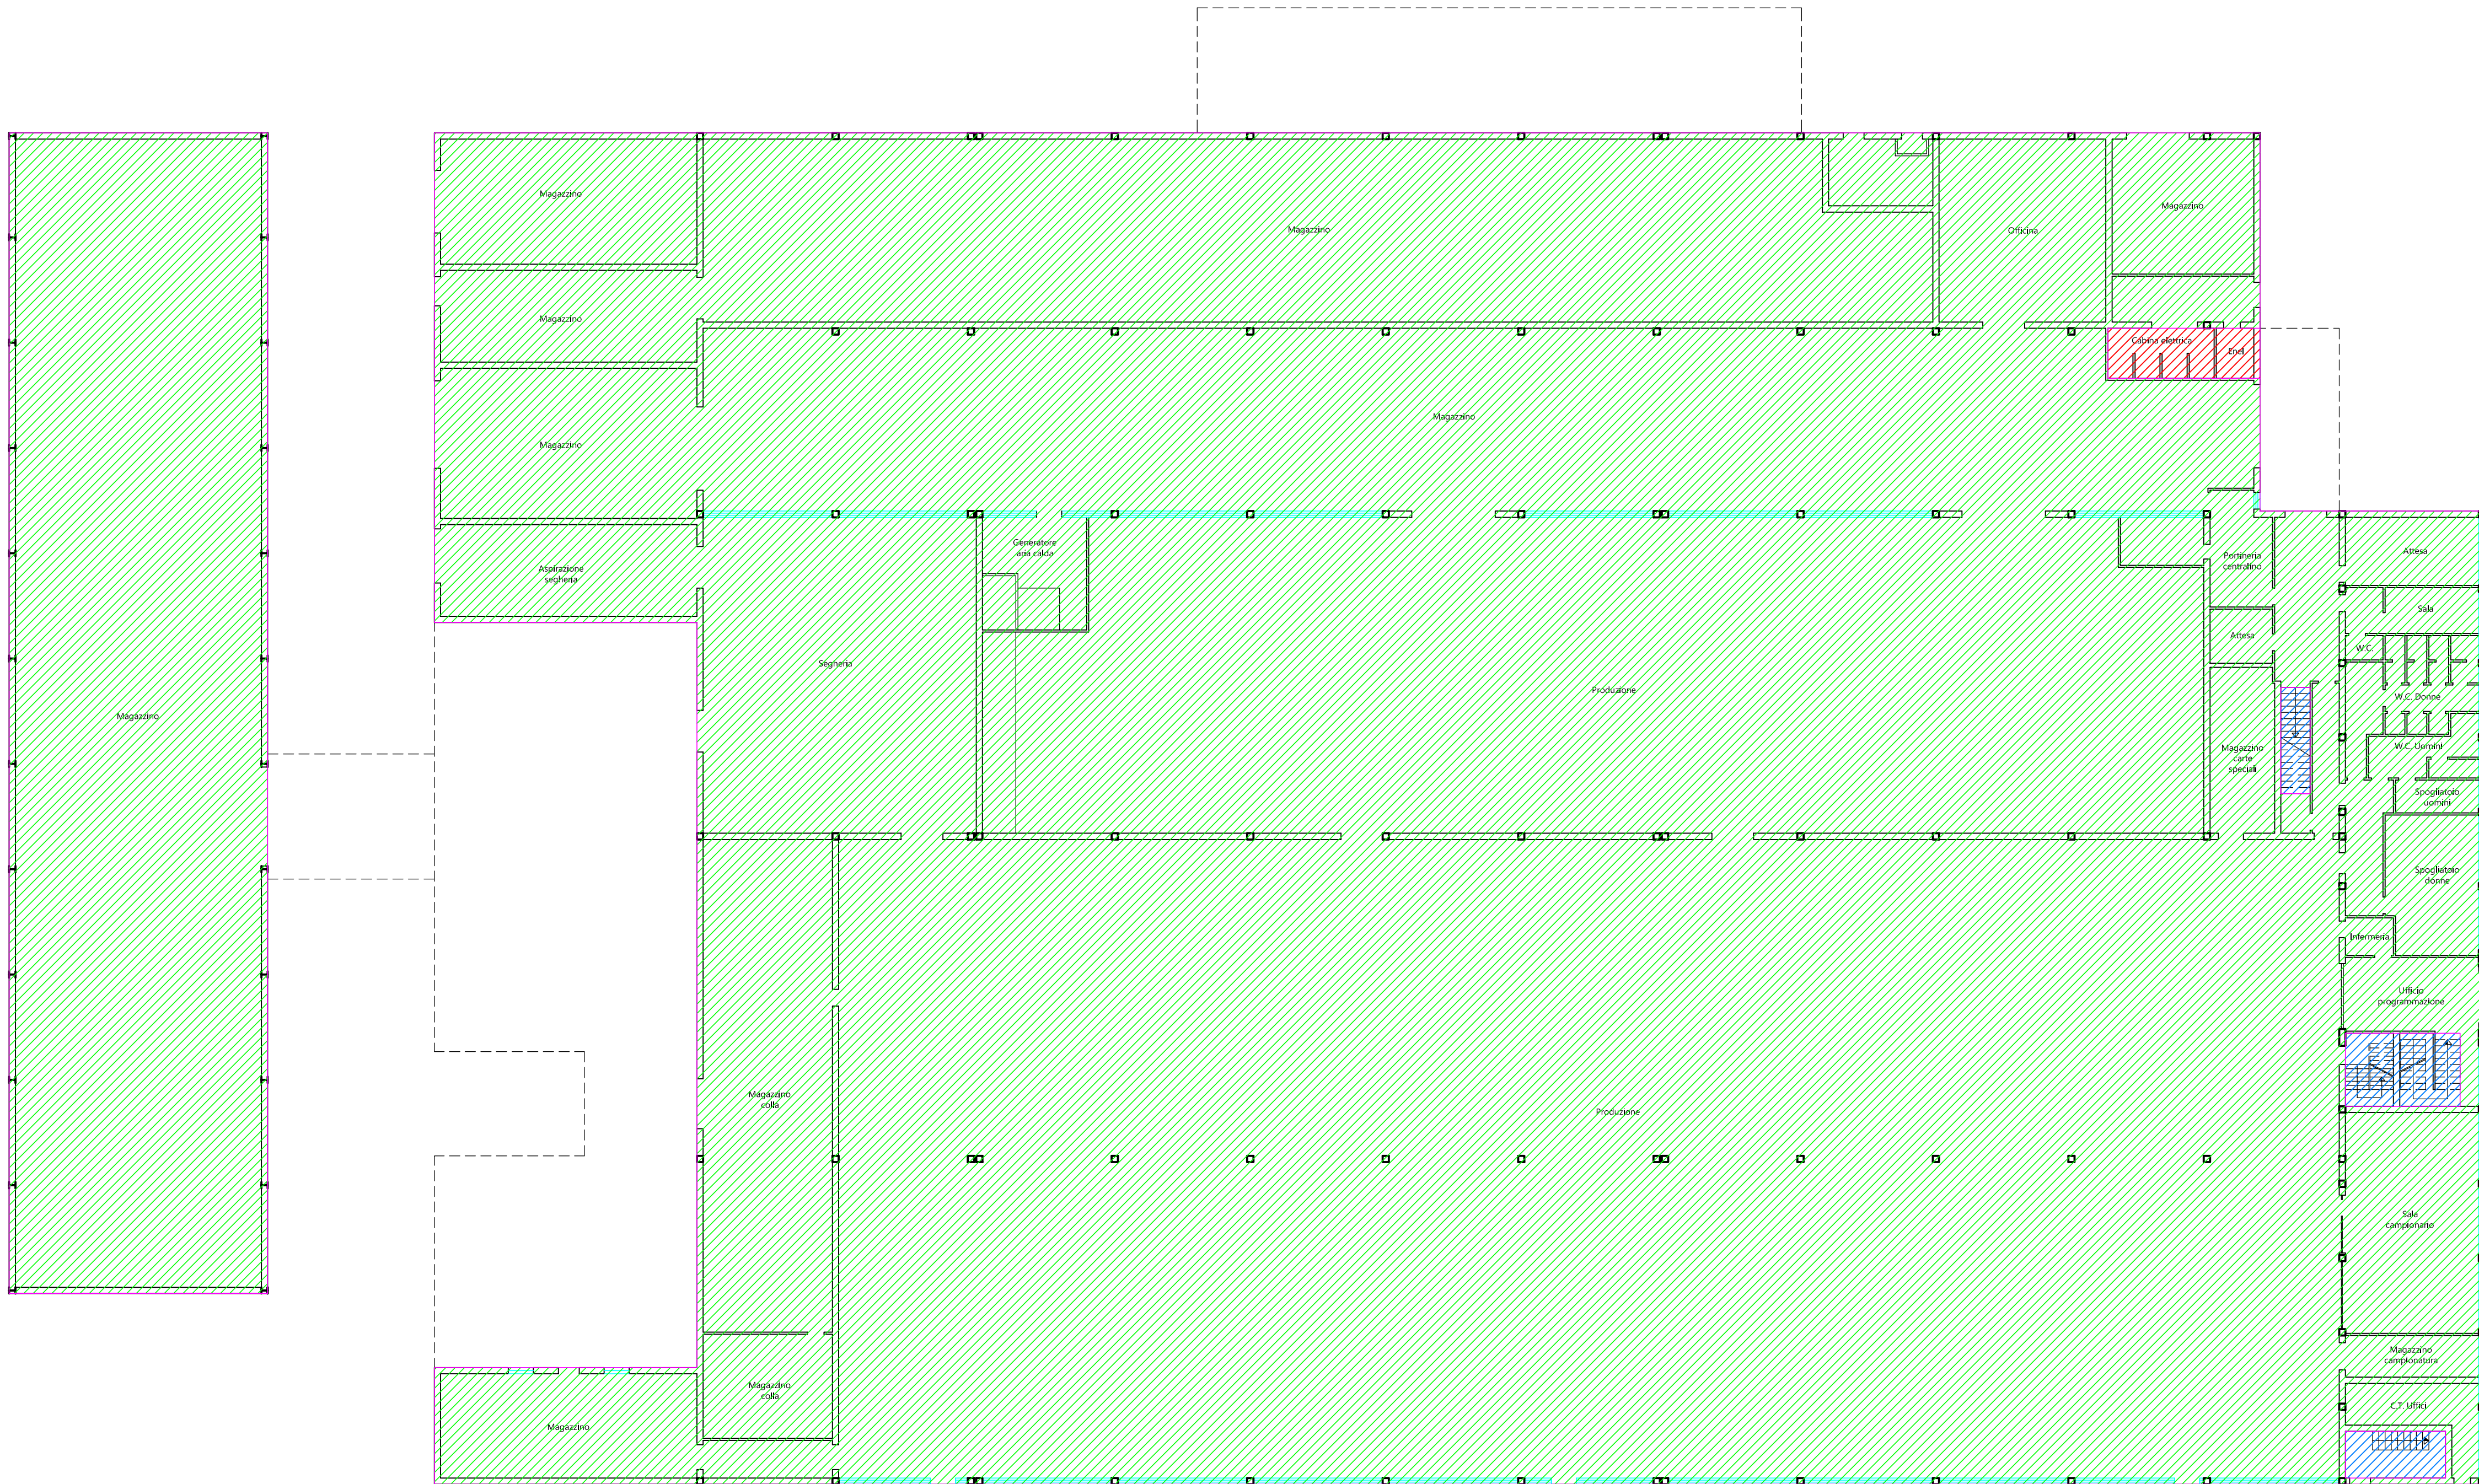 Magazzino
Magazzino
Magazzino
Officina
Magazzino
Magazzino
Cabina elettrica
Enel
Magazzino
Magazzino
Generatore
aria calda
Aspirazione
segheria
Portineria
centralino
Attesa
Sala
Attesa
W.C.
Segheria
Produzione
W.C. Donne
Magazzino
W.C. Uomini
Magazzino
carte
speciali
Spogliatoio
uomini
Spogliatoio
donne
Infermeria
Ufficio
programmazione
Magazzino
colla
Produzione
Sala
campionario
Magazzino
campionatura
Magazzino
colla
C.T. Uffici
Magazzino